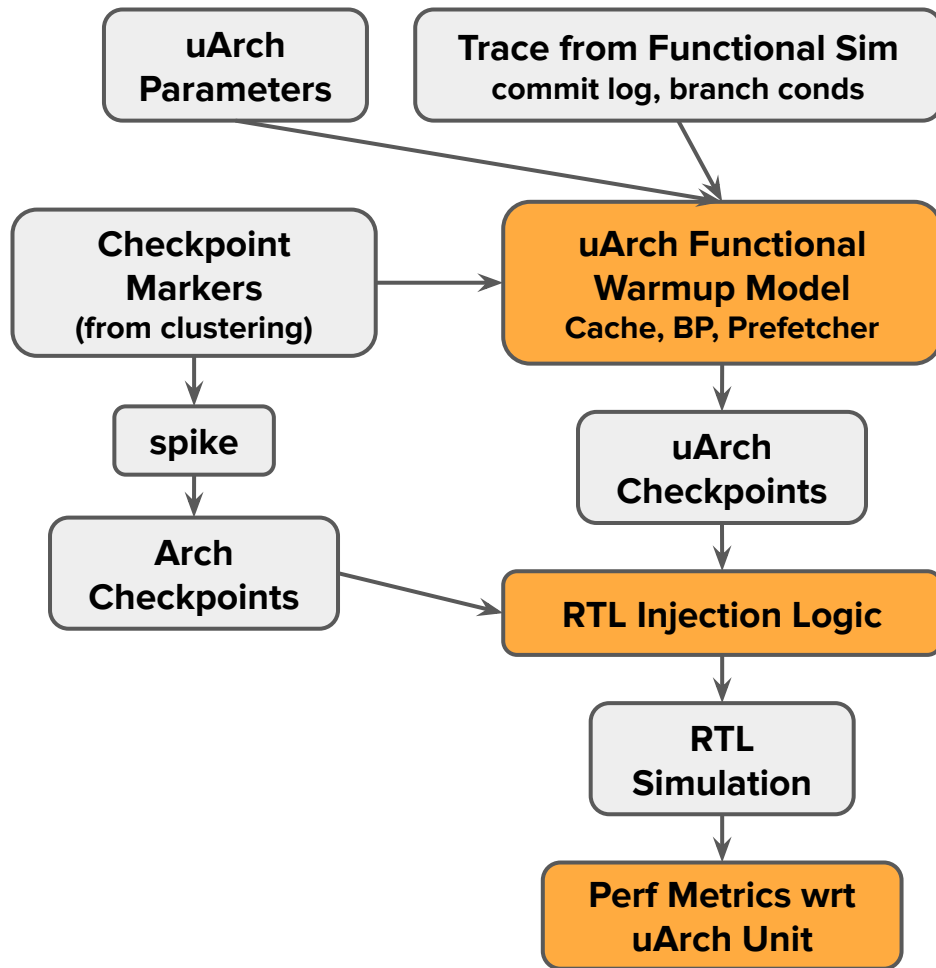 uArch
Parameters
Trace from Functional Sim
commit log, branch conds
Checkpoint
Markers
(from clustering)
uArch Functional
Warmup Model
Cache, BP, Prefetcher
spike
uArch
Checkpoints
Arch
Checkpoints
RTL Injection Logic
RTL
Simulation
Perf Metrics wrt
uArch Unit